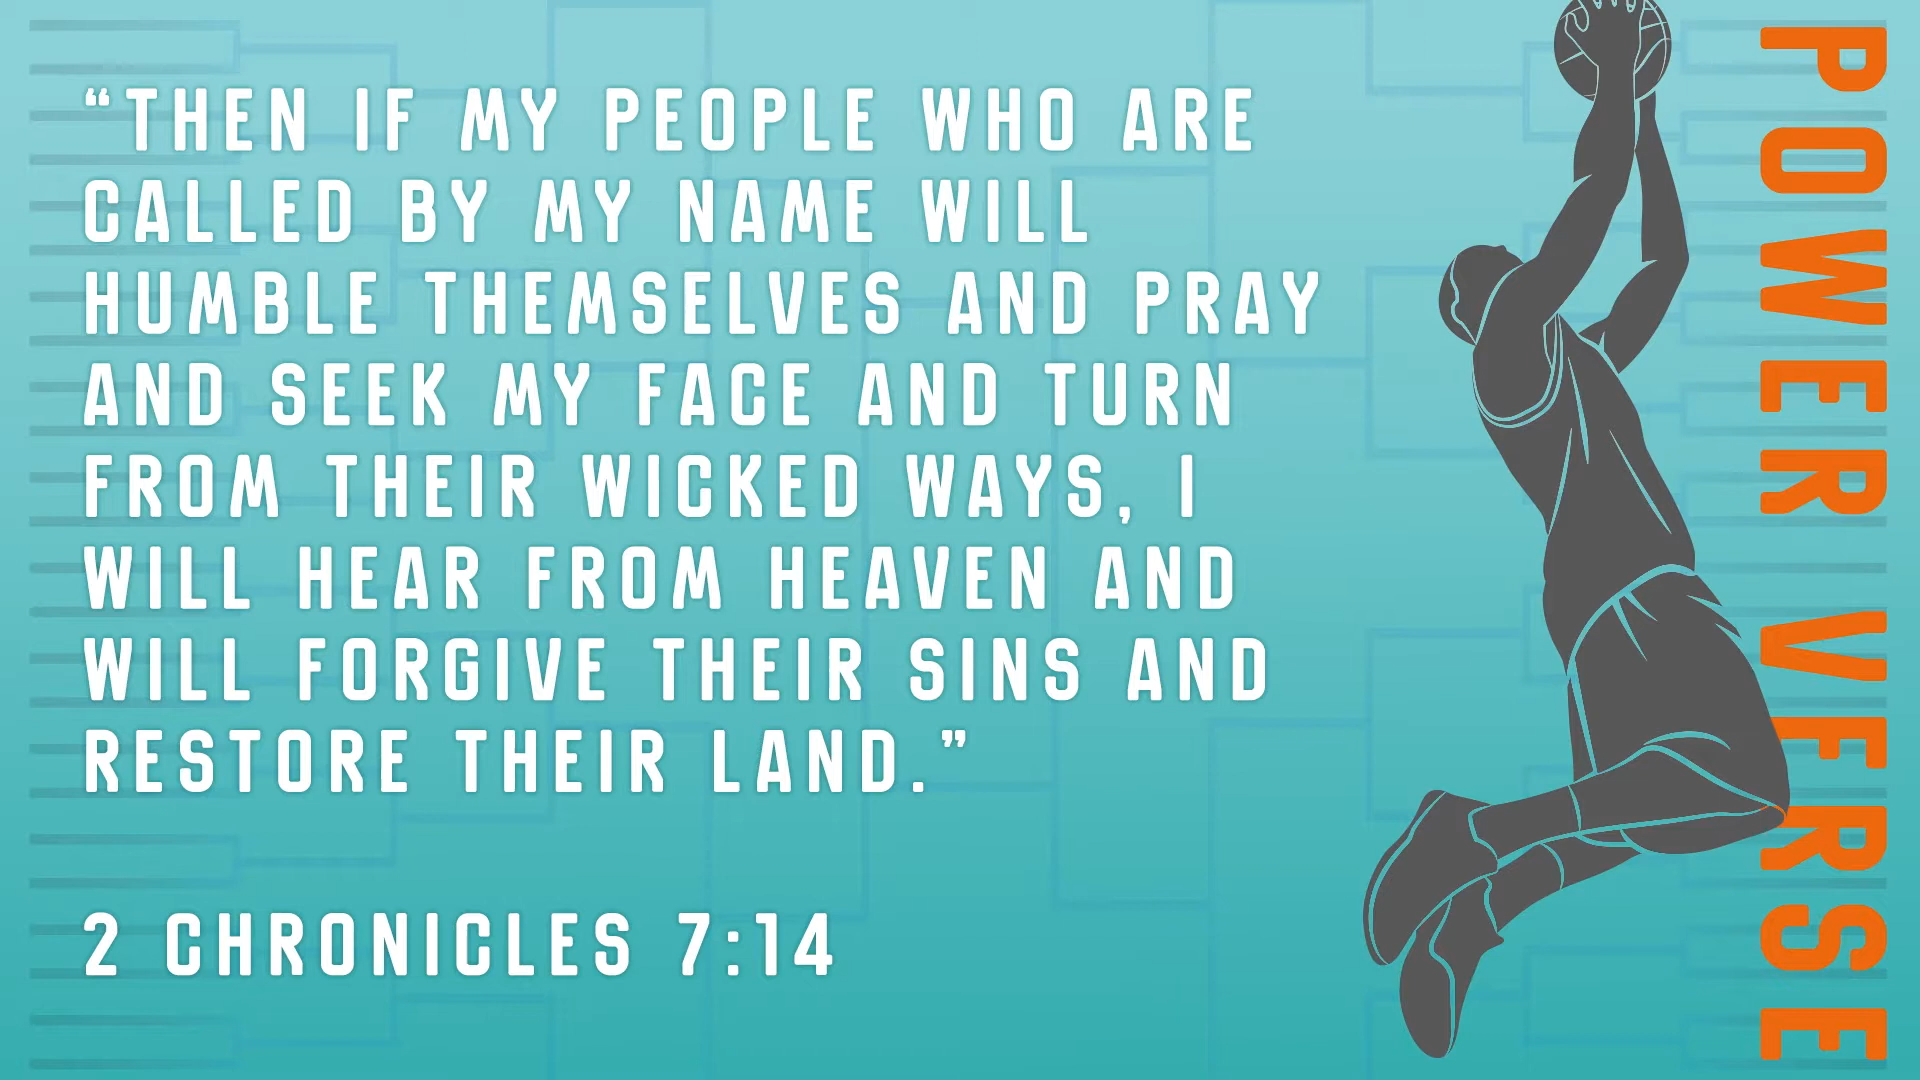 “THEN IF MY PEOPLE WHO ARE
CALLED BY MY NAME WILL
HUMBLE THEMSELVES AND PRAY
AND SEEK MY FACE AND TURN
FROM THEIR WICKED WAYS, I
WILL HEAR FROM HEAVEN AND
WILL FORGIVE THEIR SINS AND
RESTORE THEIR LAND.”
2 CHRONICLES 7:14
POWER VERSE